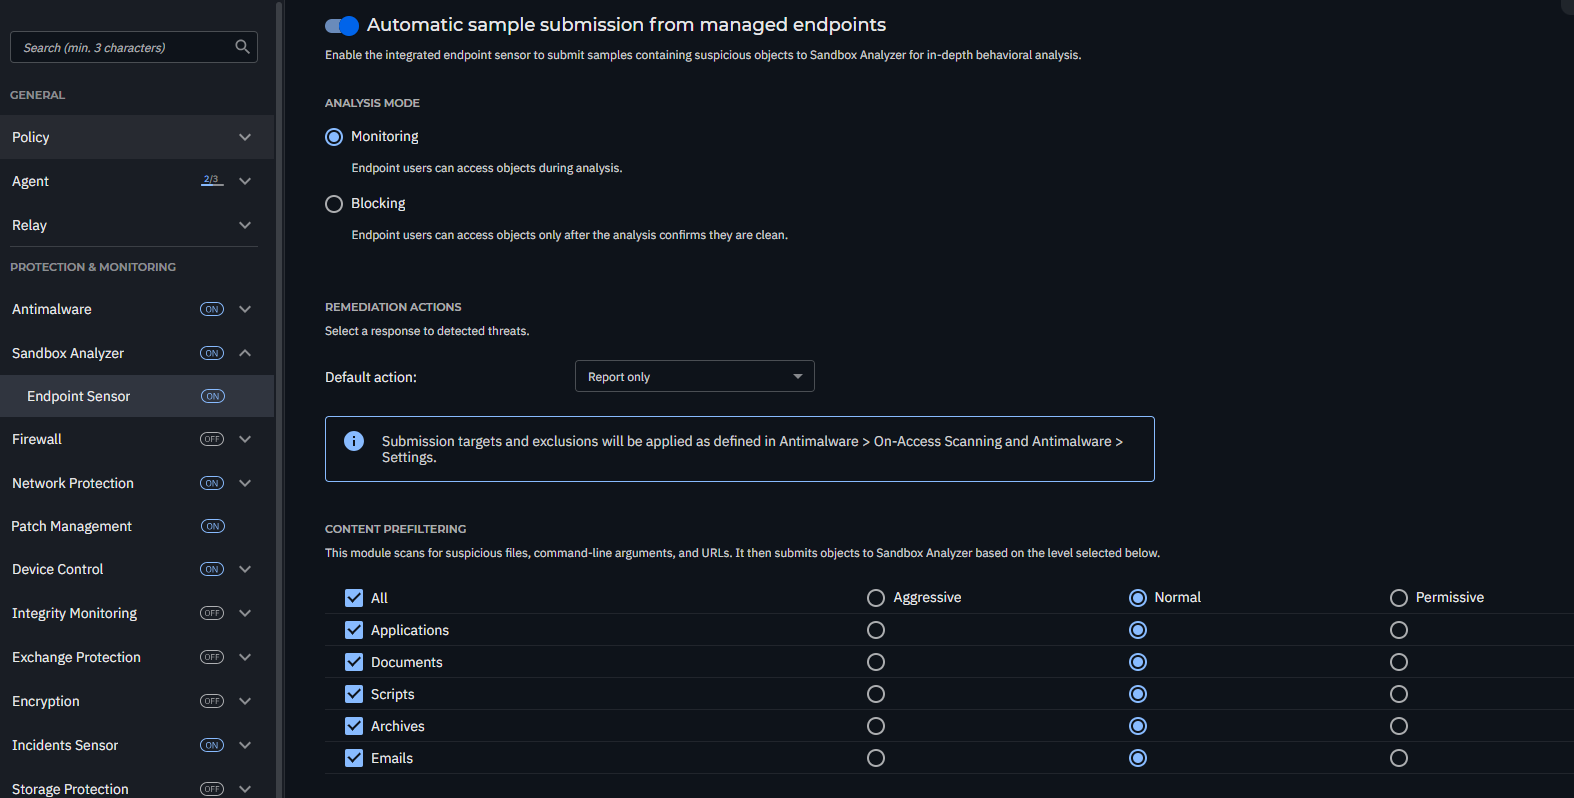 Search (min. 3 characters)
GENERAL
Policy
Agent 2/3
Relay
PROTECTION & MONITORING
Antimalware ON
Sandbox Analyzer ON
Endpoint Sensor ON
Firewall OFF
Network Protection ON
Patch Management ON
Device Control ON
Integrity Monitoring OFF
Exchange Protection OFF
Encryption OFF
Incidents Sensor ON
Storage Protection OFF
Automatic sample submission from managed endpoints
Enable the integrated endpoint sensor to submit samples containing suspicious objects to Sandbox Analyzer for in-depth behavioral analysis.
ANALYSIS MODE
Monitoring
Endpoint users can access objects during analysis.
Blocking
Endpoint users can access objects only after the analysis confirms they are clean.
REMEDIATION ACTIONS
Select a response to detected threats.
Default action: Report only
Submission targets and exclusions will be applied as defined in Antimalware > On-Access Scanning and Antimalware >
Settings.
CONTENT PREFILTERING
This module scans for suspicious files, command-line arguments, and URLs. It then submits objects to Sandbox Analyzer based on the level selected below.
All Aggressive Normal Permissive
Applications
Documents
Scripts
Archives
Emails